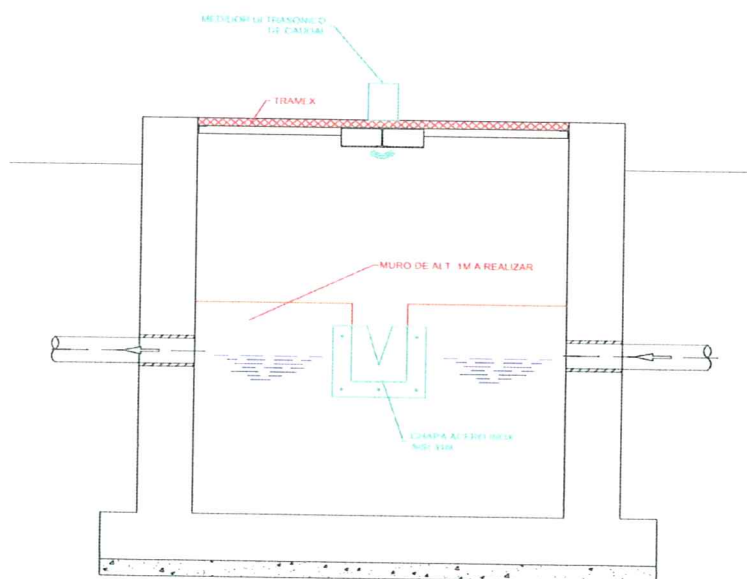 MEDIDOR ULTRASONICO
DE CAUDAL
TRAMEX
MURO DE ALT. 1M A REALIZAR
CHAPA ACERO INOX.